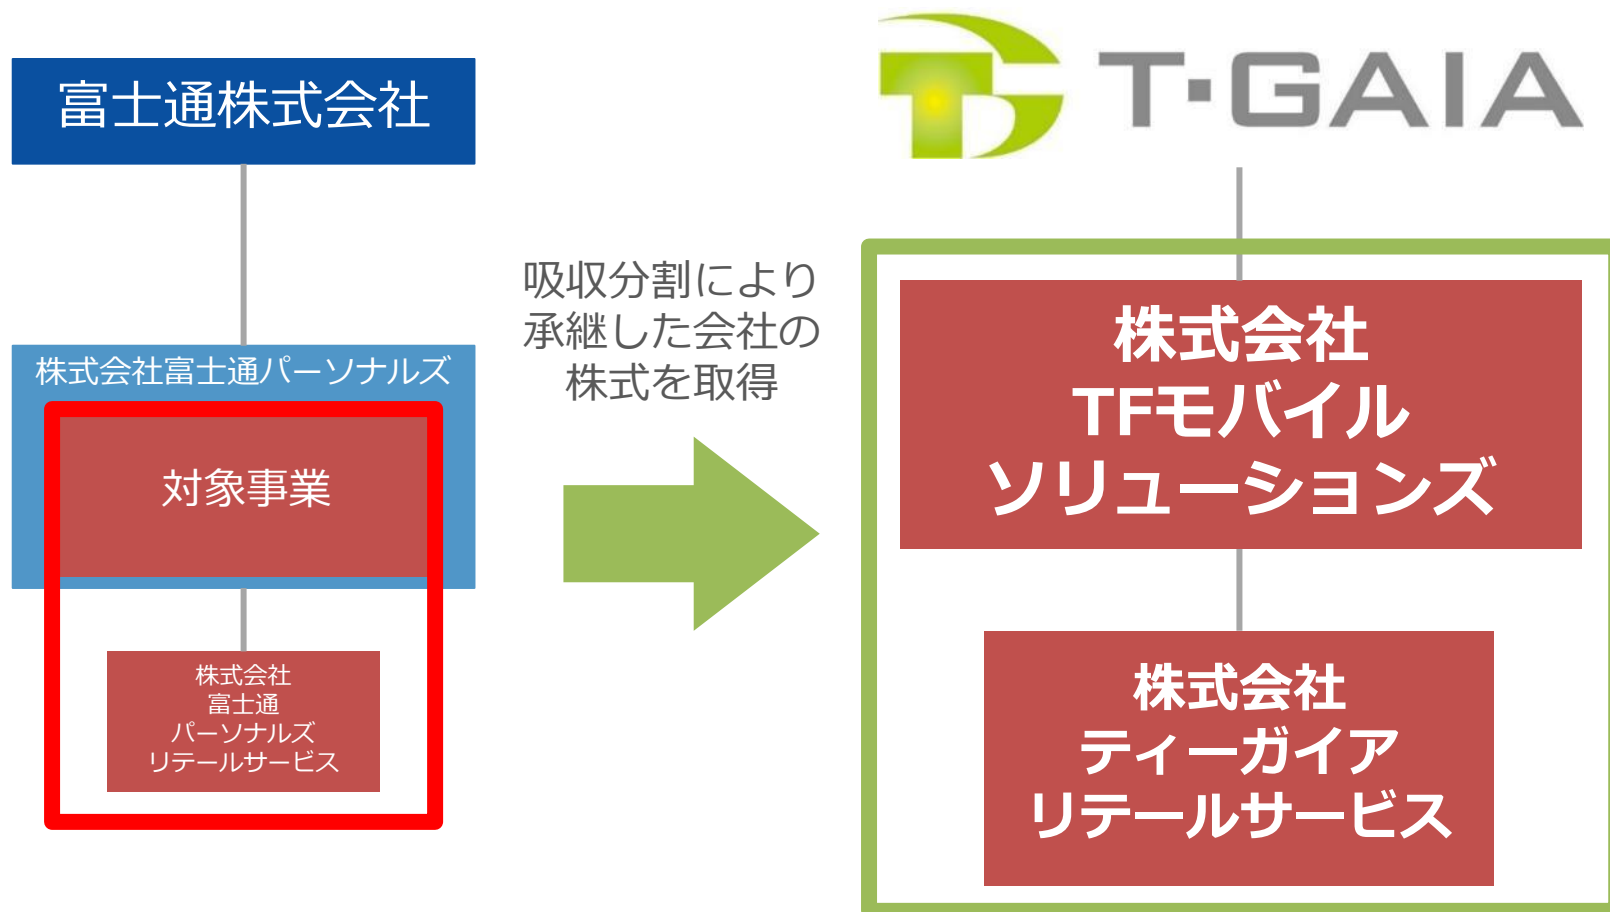 富士通株式会社
株式会社富士通パーソナルズ
対象事業
株式会社
富士通
パーソナルズ
リテールサービス
吸収分割により
承継した会社の
株式を取得
T·GAIA
株式会社
TFモバイル
ソリューションズ
株式会社
ティーガイア
リテールサービス